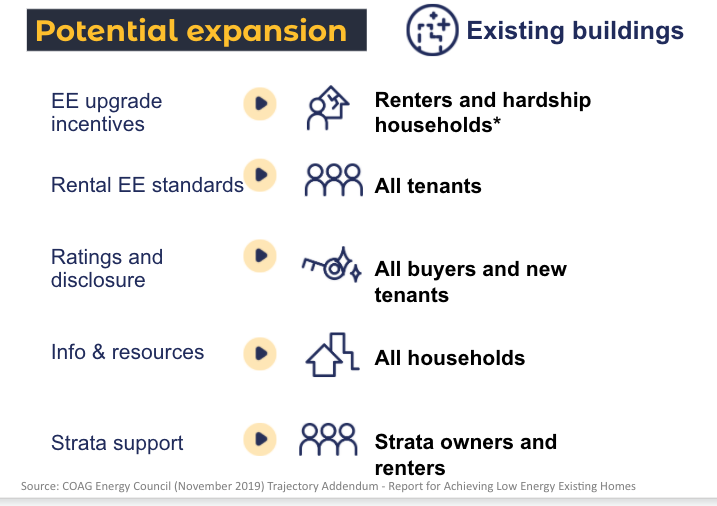 Potential expansion
Existing buildings
EE upgrade
incentives
Renters and hardship
households*
Rental EE standards
All tenants
Ratings and
disclosure
All buyers and new
tenants
Info & resources
All households
Strata support
Strata owners and
renters
Source: COAG Energy Council (November 2019) Trajectory Addendum - Report for Achieving Low Energy Existing Homes